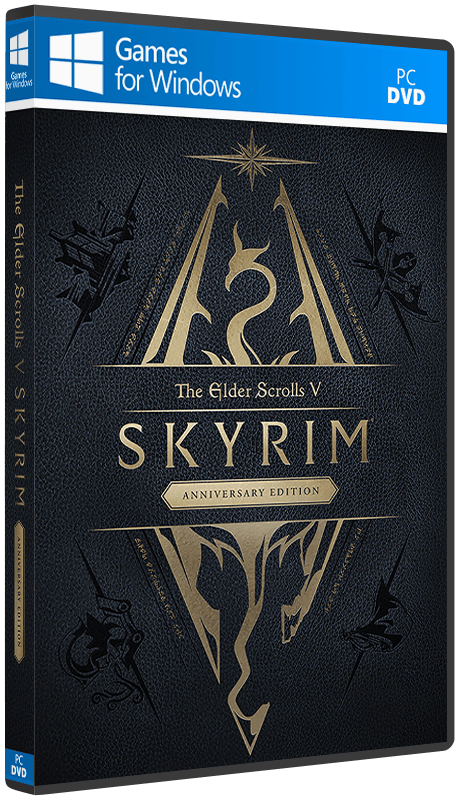 Games
for Windows
PC
DVD
The Elder Scrolls V
SKYRIM
ANNIVERSARY EDITION
Games
for Windows
The Elder Scrolls V SKYRIM
ANNIVERSARY EDITION
PC
DVD